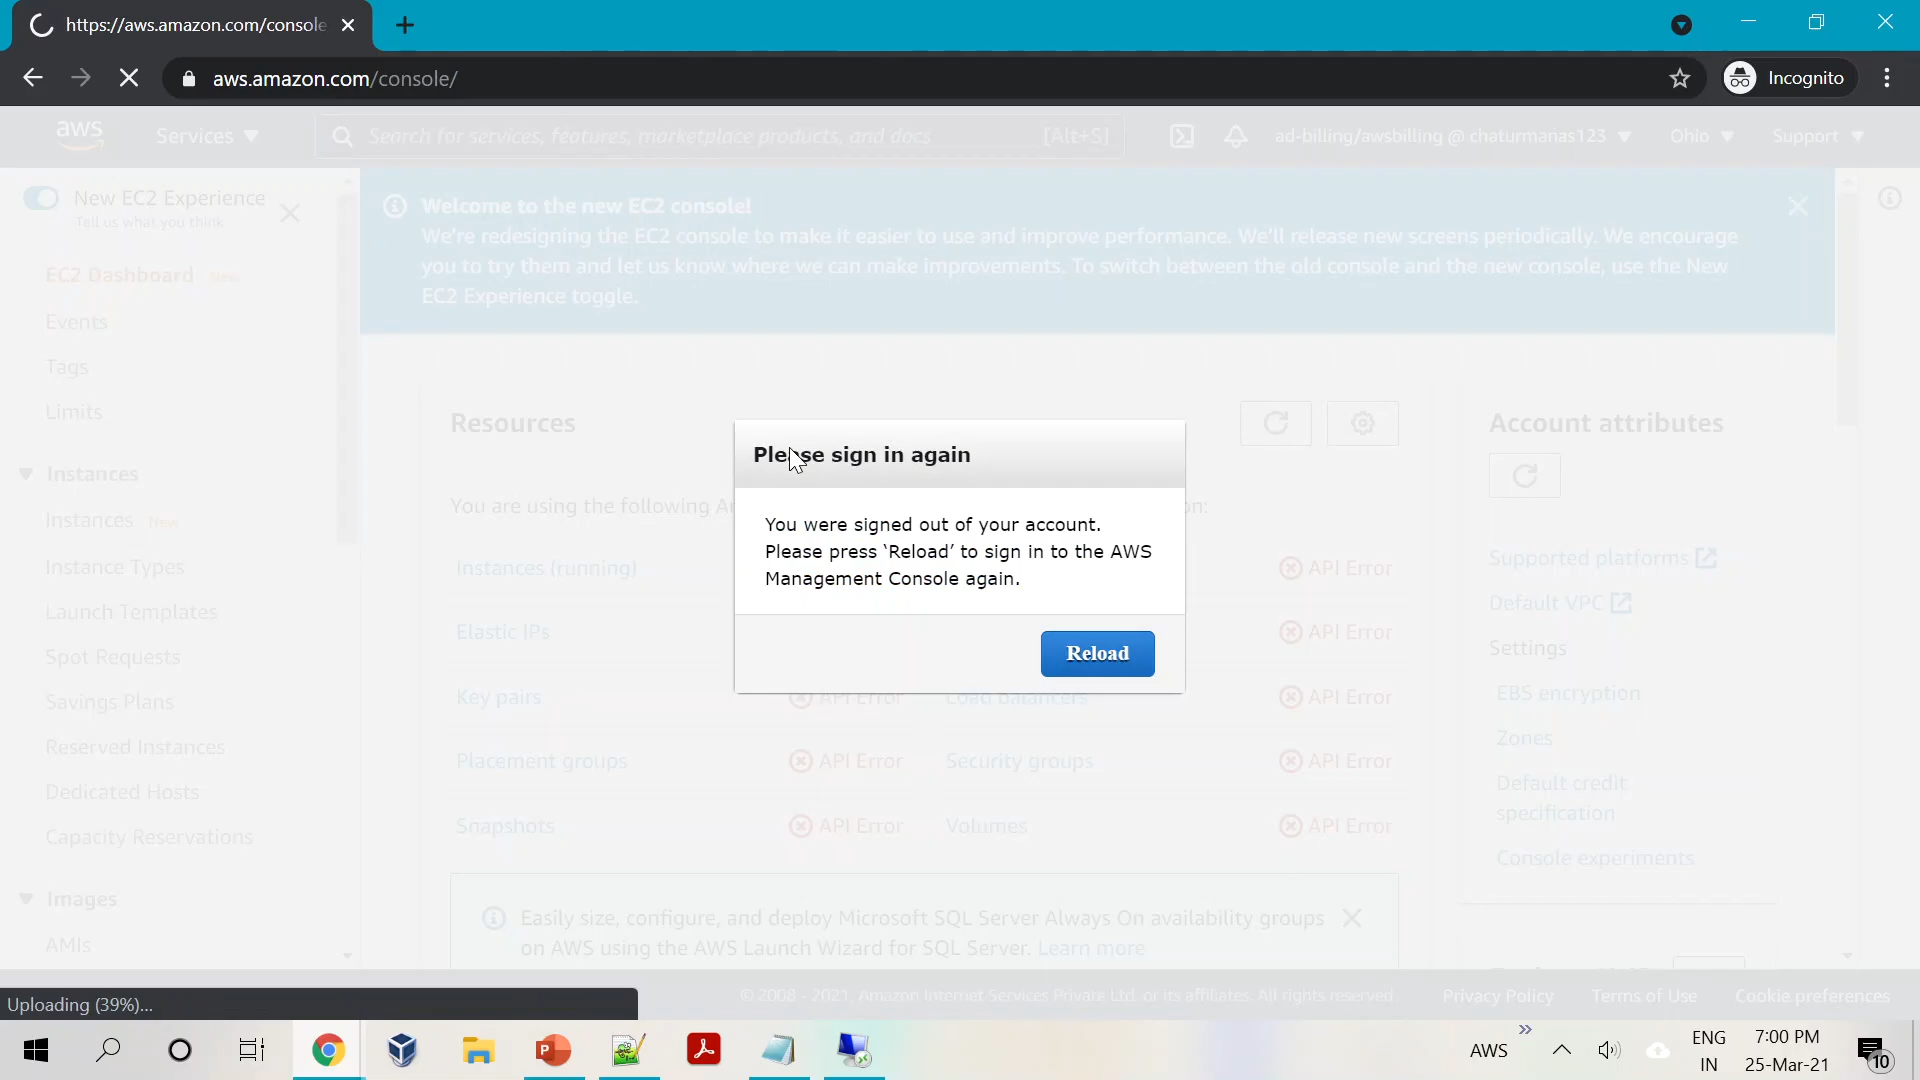 https://aws.amazon.com/console
aws.amazon.com/console/
Incognito
aws
Services
Search for services, features, marketplace products, and docs
[Alt+S]
ad-billing/awsbilling @ chaturmanas123
Ohio
Support
New EC2 Experience
Tell us what you think
EC2 Dashboard New
Events
Tags
Limits
Instances
Instances New
Instance Types
Launch Templates
Spot Requests
Savings Plans
Reserved Instances
Dedicated Hosts
Capacity Reservations
Images
AMIs
Welcome to the new EC2 console!
We're redesigning the EC2 console to make it easier to use and improve performance. We'll release new screens periodically. We encourage
you to try them and let us know where we can make improvements. To switch between the old console and the new console, use the New
EC2 Experience toggle.
Resources
You are using the following
Instances (running)
API Error
Elastic IPs
API Error
Key pairs
API Error
Load balancers
API Error
Placement groups
API Error
Security groups
API Error
Snapshots
API Error
Volumes
API Error
Easily size, configure, and deploy Microsoft SQL Server Always On availability groups
on AWS using the AWS Launch Wizard for SQL Server. Learn more
Please sign in again
You were signed out of your account.
Please press ‘Reload’ to sign in to the AWS
Management Console again.
Reload
Account attributes
Supported platforms
Default VPC
Settings
EBS encryption
Zones
Default credit
specification
Console experiments
Uploading (39%)...
© 2008 - 2021, Amazon Internet Services Private Ltd. or its affiliates. All rights reserved.
Privacy Policy
Terms of Use
Cookie preferences
AWS
ENG
IN
7:00 PM
25-Mar-21
10